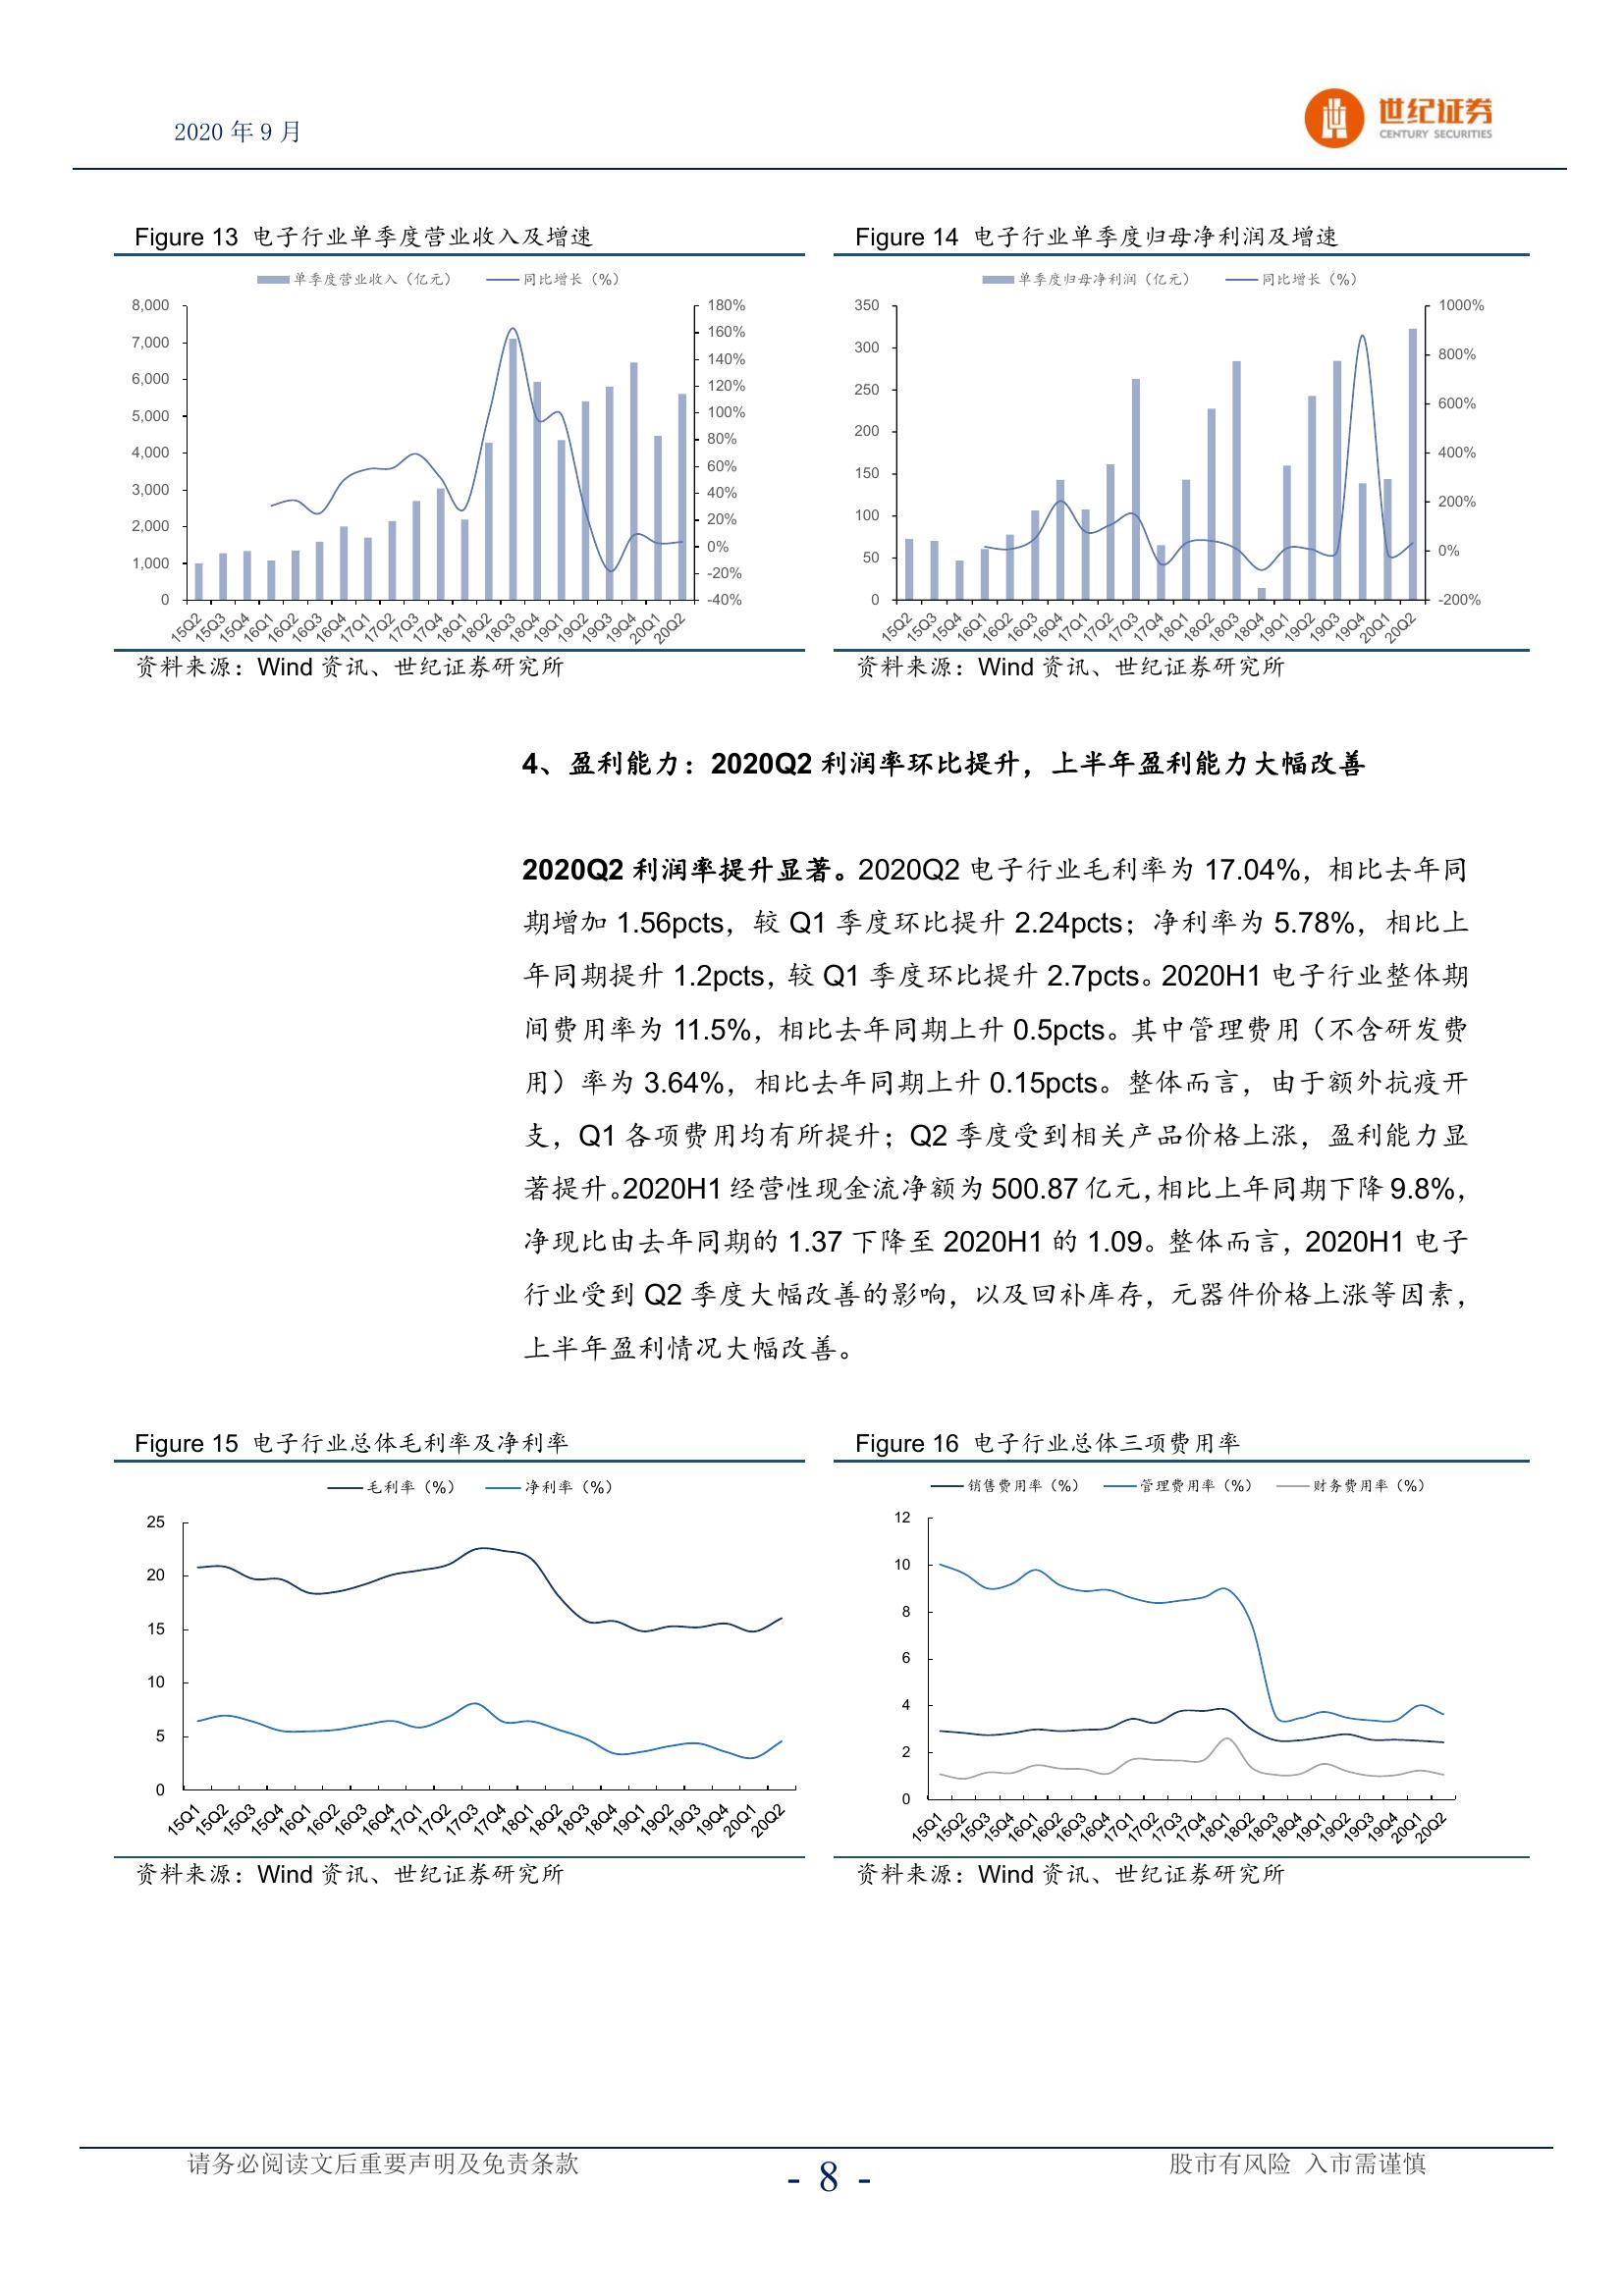 2020 年 9 月
世纪证券
CENTURY SECURITIES
Figure 13 电子行业单季度营业收入及增速
单季度营业收入（亿元） 同比增长（%）
8,000
7,000
6,000
5,000
4,000
3,000
2,000
1,000
0
180%
160%
140%
120%
100%
80%
60%
40%
20%
0%
-20%
-40%
15Q2 15Q3 15Q4 16Q1 16Q2 16Q3 16Q4 17Q1 17Q2 17Q3 17Q4 18Q1 18Q2 18Q3 18Q4 19Q1 19Q2 19Q3 19Q4 20Q1 20Q2
资料来源：Wind 资讯、世纪证券研究所
Figure 14 电子行业单季度归母净利润及增速
单季度归母净利润（亿元） 同比增长（%）
350
300
250
200
150
100
50
0
1000%
800%
600%
400%
200%
0%
-200%
15Q2 15Q3 15Q4 16Q1 16Q2 16Q3 16Q4 17Q1 17Q2 17Q3 17Q4 18Q1 18Q2 18Q3 18Q4 19Q1 19Q2 19Q3 19Q4 20Q1 20Q2
资料来源：Wind 资讯、世纪证券研究所
4、盈利能力：2020Q2 利润率环比提升，上半年盈利能力大幅改善
2020Q2 利润率提升显著。2020Q2 电子行业毛利率为 17.04%，相比去年同
期增加 1.56pcts，较 Q1 季度环比提升 2.24pcts；净利率为 5.78%，相比上
年同期提升 1.2pcts，较 Q1 季度环比提升 2.7pcts。2020H1 电子行业整体期
间费用率为 11.5%，相比去年同期上升 0.5pcts。其中管理费用（不含研发费
用）率为 3.64%，相比去年同期上升 0.15pcts。整体而言，由于额外抗疫开
支，Q1 各项费用均有所提升；Q2 季度受到相关产品价格上涨，盈利能力显
著提升。2020H1 经营性现金流净额为 500.87 亿元，相比上年同期下降 9.8%，
净现比由去年同期的 1.37 下降至 2020H1 的 1.09。整体而言，2020H1 电子
行业受到 Q2 季度大幅改善的影响，以及回补库存，元器件价格上涨等因素，
上半年盈利情况大幅改善。
Figure 15 电子行业总体毛利率及净利率
毛利率（%） 净利率（%）
25
20
15
10
5
0
15Q1 15Q2 15Q3 15Q4 16Q1 16Q2 16Q3 16Q4 17Q1 17Q2 17Q3 17Q4 18Q1 18Q2 18Q3 18Q4 19Q1 19Q2 19Q3 19Q4 20Q1 20Q2
资料来源：Wind 资讯、世纪证券研究所
Figure 16 电子行业总体三项费用率
销售费用率（%） 管理费用率（%） 财务费用率（%）
12
10
8
6
4
2
0
15Q1 15Q2 15Q3 15Q4 16Q1 16Q2 16Q3 16Q4 17Q1 17Q2 17Q3 17Q4 18Q1 18Q2 18Q3 18Q4 19Q1 19Q2 19Q3 19Q4 20Q1 20Q2
资料来源：Wind 资讯、世纪证券研究所
请务必阅读文后重要声明及免责条款
- 8 -
股市有风险 入市需谨慎